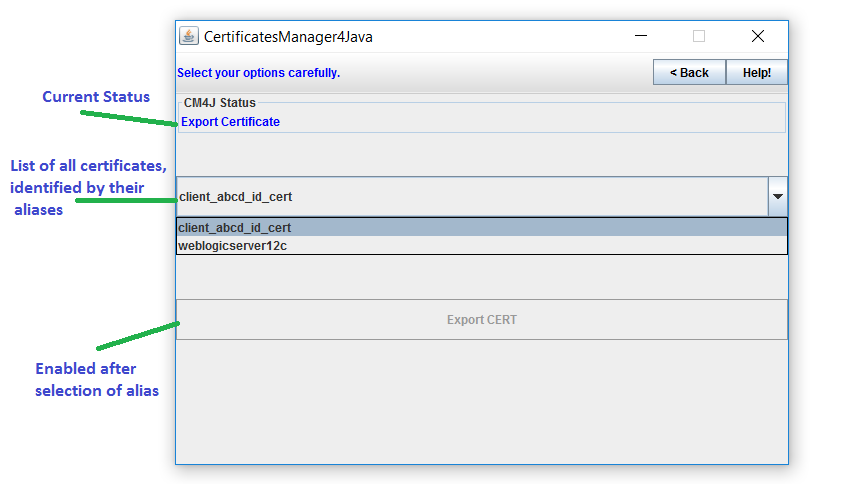 CertificatesManager4Java
Select your options carefully.
< Back
Help!
Current Status
CM4J Status
Export Certificate
List of all certificates,
identified by their
aliases
client_abcd_id_cert
client_abcd_id_cert
weblogicserver12c
Export CERT
Enabled after
selection of alias